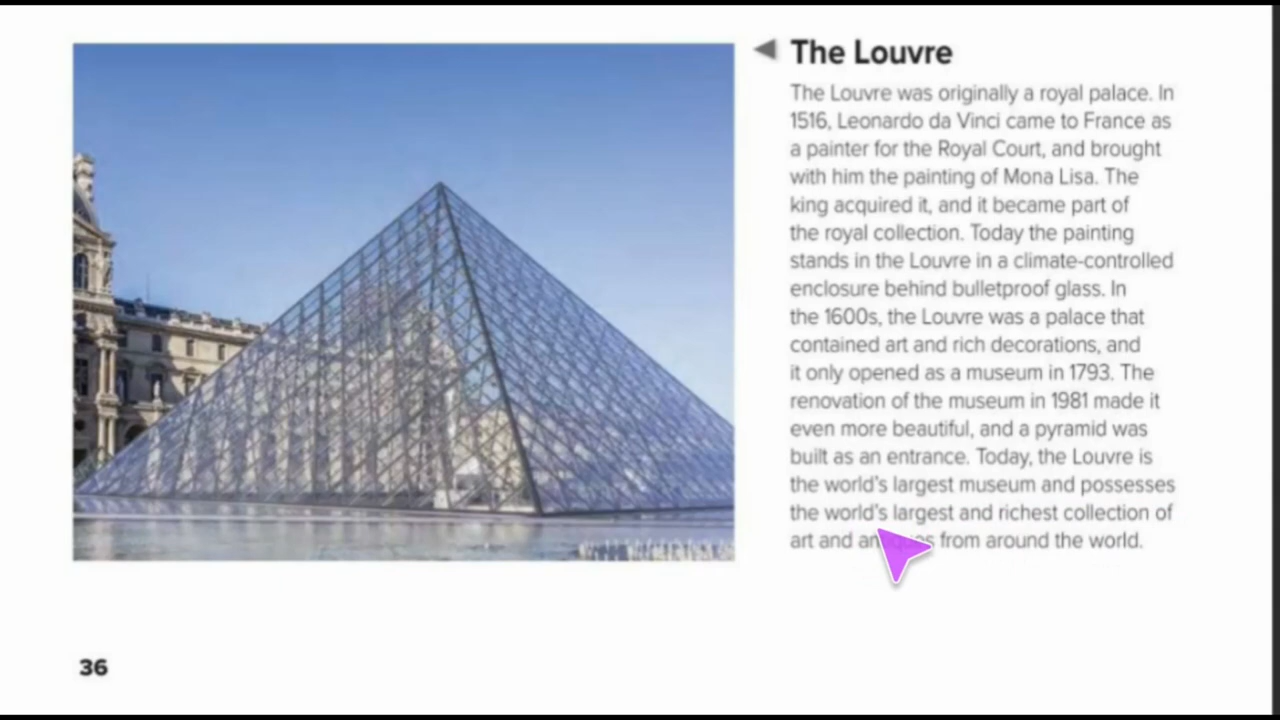 The Louvre
The Louvre was originally a royal palace. In
1516, Leonardo da Vinci came to France as
a painter for the Royal Court, and brought
with him the painting of Mona Lisa. The
king acquired it, and it became part of
the royal collection. Today the painting
stands in the Louvre in a climate-controlled
enclosure behind bulletproof glass. In
the 1600s, the Louvre was a palace that
contained art and rich decorations, and
it only opened as a museum in 1793. The
renovation of the museum in 1981 made it
even more beautiful, and a pyramid was
built as an entrance. Today, the Louvre is
the world's largest museum and possesses
the world's largest and richest collection of
art and from around the world.
36